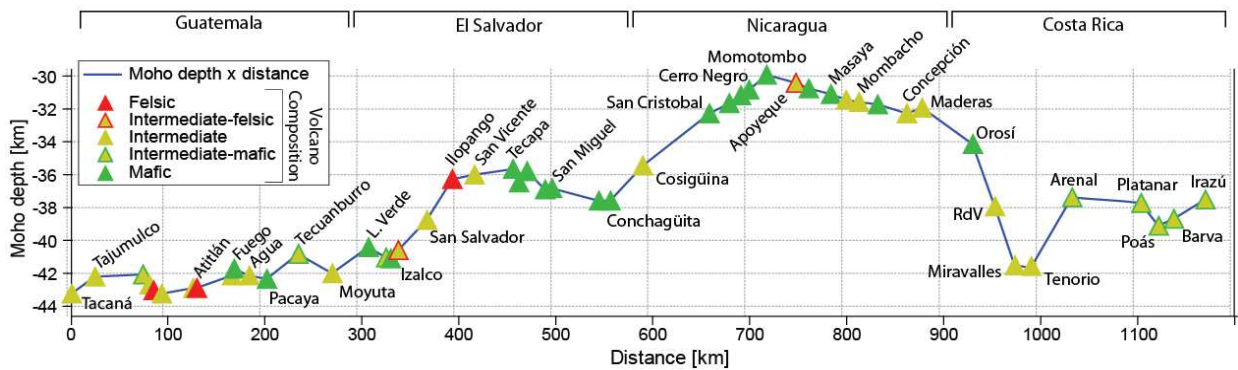 Guatemala El Salvador Nicaragua Costa Rica
Moho depth x distance
Felsic
Intermediate-felsic
Intermediate
Intermediate-mafic
Mafic
Volcano
Composition
Moho depth [km]
-30
-32
-34
-36
-38
-40
-42
-44
Tacaná
Tajumulco
Atitlán
Fuego
Agua
Pacaya
Tecuanburro
Moyuta
L. Verde
Izalco
San Salvador
Ilopango
San Vicente
Tecapa
San Miguel
Conchagüita
Cosigüina
San Cristobal
Cerro Negro
Momotombo
Apoyeque
Masaya
Mombacho
Concepción
Maderas
Orosí
RdV
Miravalles
Tenorio
Arenal
Platanar
Poás
Barva
Irazú
0 100 200 300 400 500 600 700 800 900 1000 1100
Distance [km]